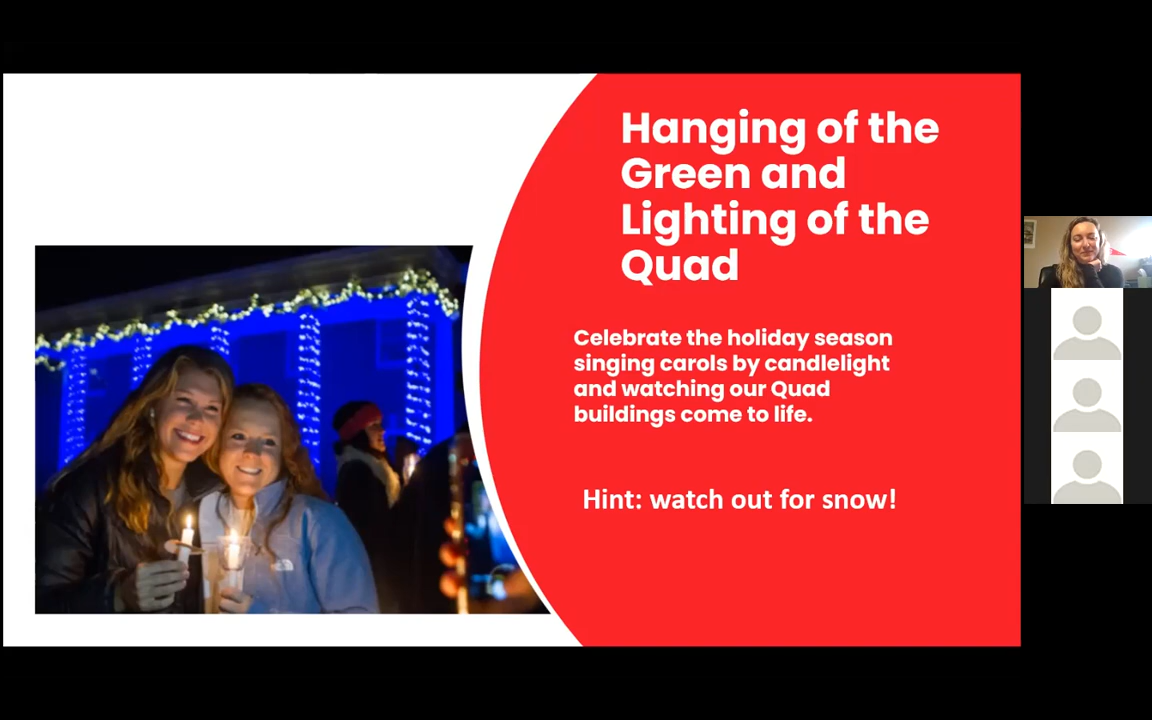 Hanging of the
Green and
Lighting of the
Quad
Celebrate the holiday season
singing carols by candlelight
and watching our Quad
buildings come to life.
Hint: watch out for snow!